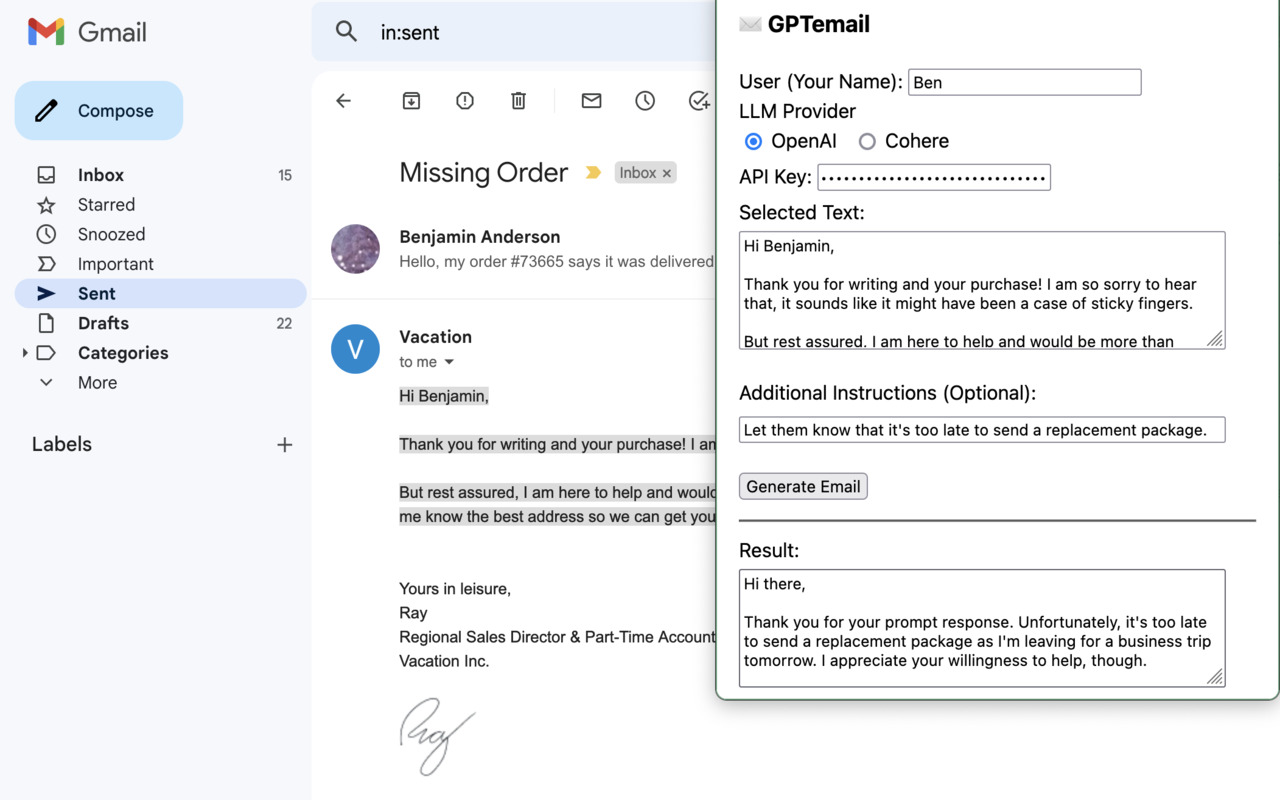 Gmail
Compose
Inbox 15
Starred
Snoozed
Important
Sent
Drafts 22
Categories
More
Labels
in:sent
Missing Order Inbox ×
Benjamin Anderson
Hello, my order #73665 says it was delivered
V
Vacation
to me
Hi Benjamin,
Thank you for writing and your purchase! I am
But rest assured, I am here to help and would
me know the best address so we can get you
Yours in leisure,
Ray
Regional Sales Director & Part-Time Account
Vacation Inc.
Ray
GPTemail
User (Your Name): Ben
LLM Provider
OpenAI Cohere
API Key: ••••••••••••••••••••••••••••••
Selected Text:
Hi Benjamin,
Thank you for writing and your purchase! I am so sorry to hear
that, it sounds like it might have been a case of sticky fingers.
But rest assured, I am here to help and would be more than
Additional Instructions (Optional):
Let them know that it's too late to send a replacement package.
Generate Email
Result:
Hi there,
Thank you for your prompt response. Unfortunately, it's too late
to send a replacement package as I'm leaving for a business trip
tomorrow. I appreciate your willingness to help, though.